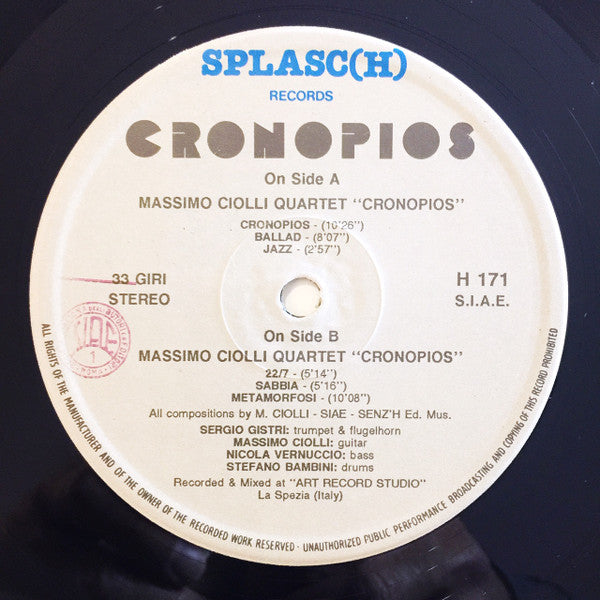 SPLASC(H)
RECORDS
CRONOPIOS
On Side A
MASSIMO CIOLLI QUARTET "CRONOPIOS"
CRONOPIOS - (10'26")
BALLAD - (8'07")
JAZZ - (2'57")
33 GIRI
STEREO
H 171
S.I.A.E.
On Side B
MASSIMO CIOLLI QUARTET "CRONOPIOS"
22/7 - (5'14")
SABBIA - (5'16")
METAMORFOSI - (10'08")
All compositions by M. CIOLLI - SIAE - SENZ'H Ed. Mus.
SERGIO GISTRI: trumpet & flugelhorn
MASSIMO CIOLLI: guitar
NICOLA VERNUCCIO: bass
STEFANO BAMBINI: drums
Recorded & Mixed at "ART RECORD STUDIO"
La Spezia (Italy)
ALL RIGHTS OF THE MANUFACTURER AND OF THE OWNER OF THE RECORDED WORK RESERVED - UNAUTHORIZED PUBLIC PERFORMANCE BROADCASTING AND COPYING OF THIS RECORD PROHIBITED
1
ROMA